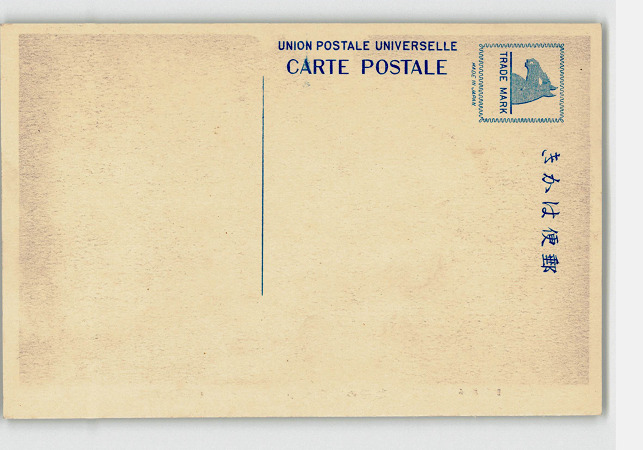 UNION POSTALE UNIVERSELLE
CARTE POSTALE
TRADE MARK
MADE IN JAPAN
郵便はかき